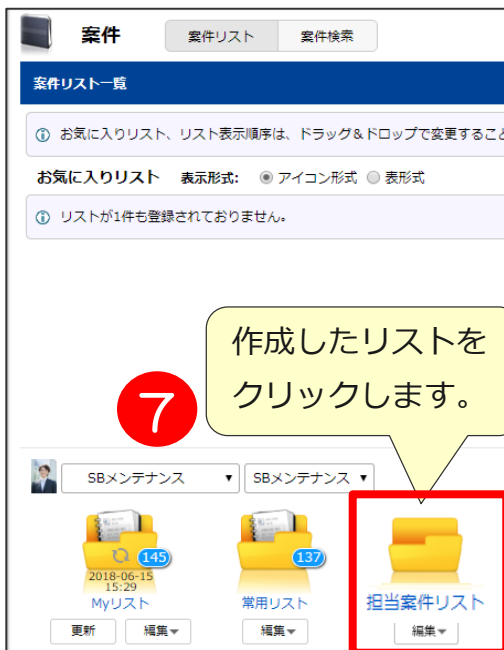 案件
案件リスト
案件検索
案件リスト一覧
お気に入りリスト、リスト表示順序は、ドラッグ&ドロップで変更すること
お気に入りリスト 表示形式: アイコン形式 表形式
リストが1件も登録されておりません。
作成したリストを
クリックします。
7
SBメンテナンス
SBメンテナンス
145
2018-06-15
15:29
Myリスト
更新
編集
137
常用リスト
編集
担当案件リスト
編集